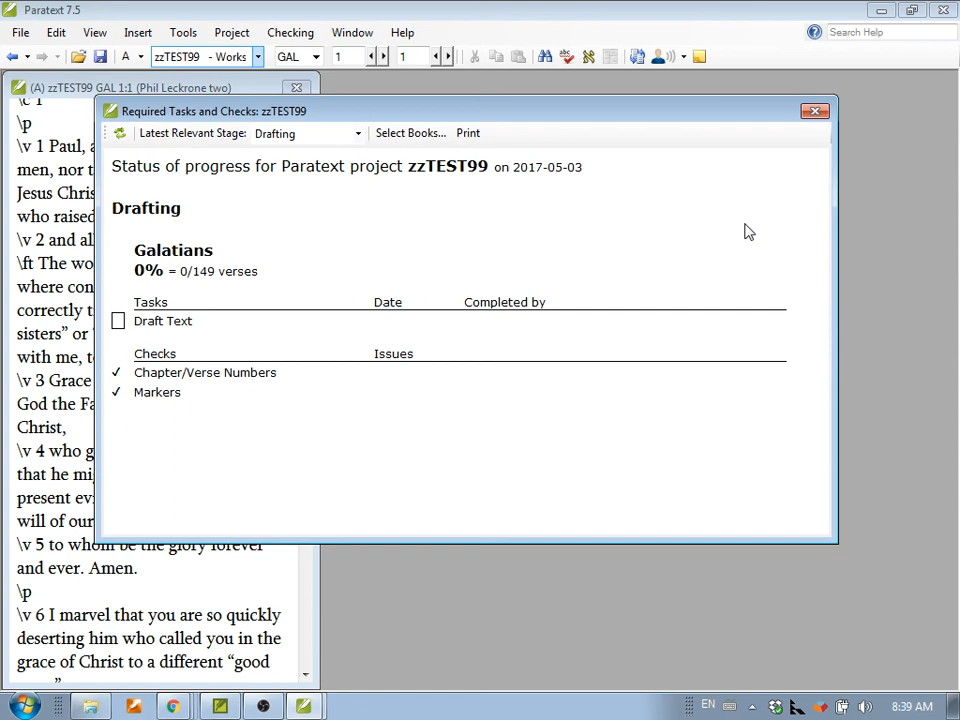 Paratext 7.5
File Edit View Insert Tools Project Checking Window Help
Search Help
A zzTEST99 - Works GAL 1 1
(A) zzTEST99 GAL 1:1 (Phil Leckrone two)
\c 1
\p
\v 1 Paul, a
men, nor t
Jesus Chris
who raised
\v 2 and all
\ft The wo
where con
correctly t
sisters” or “
with me, t
\v 3 Grace
God the Fa
Christ,
\v 4 who g
that he mi
present evi
will of our
\v 5 to whom be the glory forever
and ever. Amen.
\p
\v 6 I marvel that you are so quickly
deserting him who called you in the
grace of Christ to a different “good
Required Tasks and Checks: zzTEST99
Latest Relevant Stage: Drafting Select Books... Print
Status of progress for Paratext project zzTEST99 on 2017-05-03
Drafting
Galatians
0% = 0/149 verses
Tasks Date Completed by
Draft Text
Checks Issues
Chapter/Verse Numbers
Markers
EN 8:39 AM